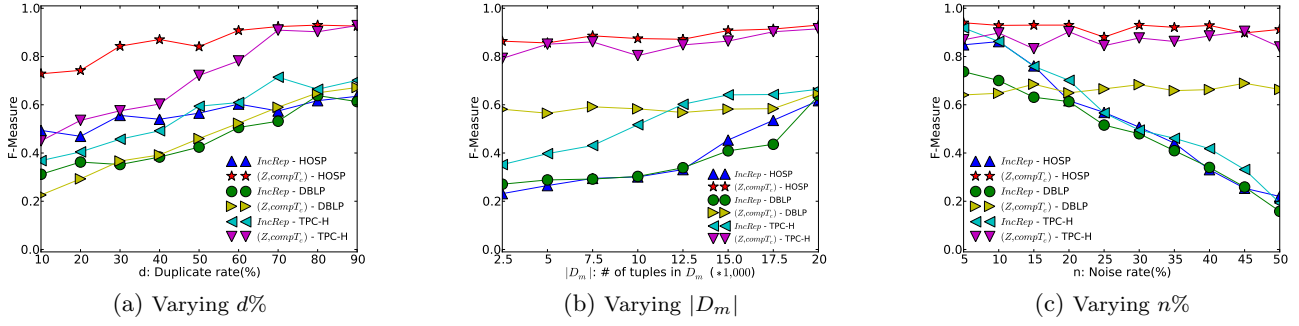 1.0
0.8
0.6
0.4
0.2
0.0
F-Measure
IncRep - HOSP
(Z,compT_c) - HOSP
IncRep - DBLP
(Z,compT_c) - DBLP
IncRep - TPC-H
(Z,compT_c) - TPC-H
10 20 30 40 50 60 70 80 90
d: Duplicate rate(%)
(a) Varying d%
1.0
0.8
0.6
0.4
0.2
0.0
F-Measure
IncRep - HOSP
(Z,compT_c) - HOSP
IncRep - DBLP
(Z,compT_c) - DBLP
IncRep - TPC-H
(Z,compT_c) - TPC-H
2.5 5 7.5 10 12.5 15 17.5 20
|D_m|: # of tuples in D_m (*1,000)
(b) Varying |D_m|
1.0
0.8
0.6
0.4
0.2
0.0
F-Measure
IncRep - HOSP
(Z,compT_c) - HOSP
IncRep - DBLP
(Z,compT_c) - DBLP
IncRep - TPC-H
(Z,compT_c) - TPC-H
5 10 15 20 25 30 35 40 45 50
n: Noise rate(%)
(c) Varying n%